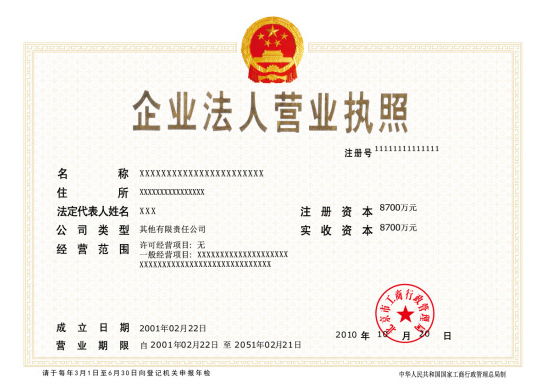 企业法人营业执照
注册号 11111111111111
名 称 XXXXXXXXXXXXXXXXXXXXXXX
住 所 XXXXXXXXXXXXXXXX
法定代表人姓名 XXX
注 册 资 本 8700万元
公 司 类 型 其他有限责任公司
实 收 资 本 8700万元
经 营 范 围 许可经营项目: 无
一般经营项目: XXXXXXXXXXXXXXXXXXXX
XXXXXXXXXXXXXXXXXXXXXXXXXXXXX
北京市工商行政管理局
成 立 日 期 2001年02月22日
2010 年 10 月 20 日
营 业 期 限 自 2001年02月22日 至 2051年02月21日
请于每年3月1日至6月30日向登记机关申报年检
中华人民共和国国家工商行政管理总局制